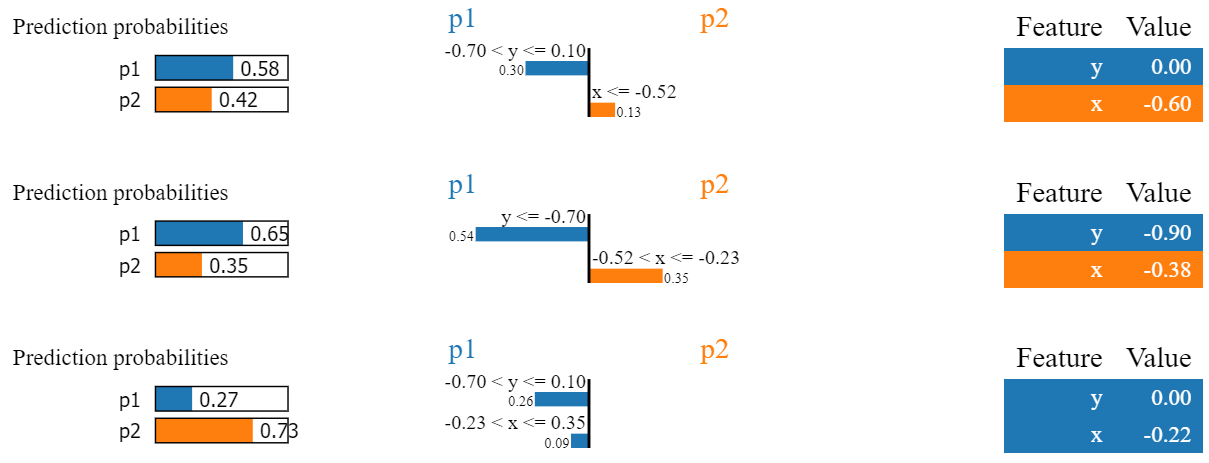 Prediction probabilities
p1 0.58
p2 0.42
p1 p2
-0.70 < y <= 0.10
0.30
x <= -0.52
0.13
Feature Value
y 0.00
x -0.60
Prediction probabilities
p1 0.65
p2 0.35
p1 p2
y <= -0.70
0.54
-0.52 < x <= -0.23
0.35
Feature Value
y -0.90
x -0.38
Prediction probabilities
p1 0.27
p2 0.73
p1 p2
-0.70 < y <= 0.10
0.26
-0.23 < x <= 0.35
0.09
Feature Value
y 0.00
x -0.22